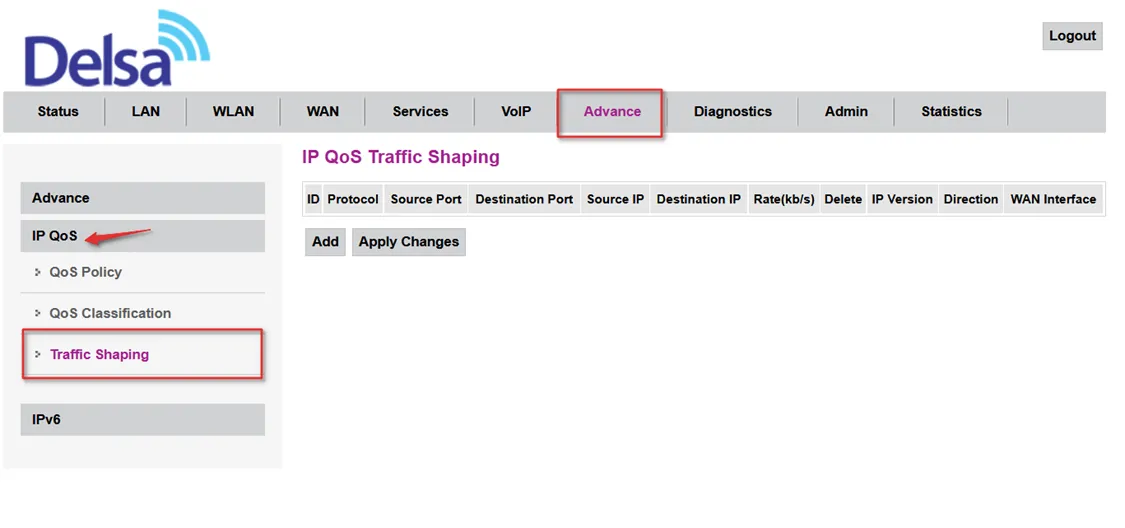 Delsa
Logout
Status LAN WLAN WAN Services VoIP Advance Diagnostics Admin Statistics
Advance
IP QoS
QoS Policy
QoS Classification
Traffic Shaping
IPv6
IP QoS Traffic Shaping
ID Protocol Source Port Destination Port Source IP Destination IP Rate(kb/s) Delete IP Version Direction WAN Interface
Add Apply Changes